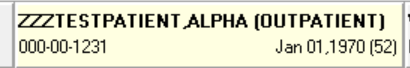 ZZZTESTPATIENT,ALPHA (OUTPATIENT)
000-00-1231 Jan 01,1970 (52)